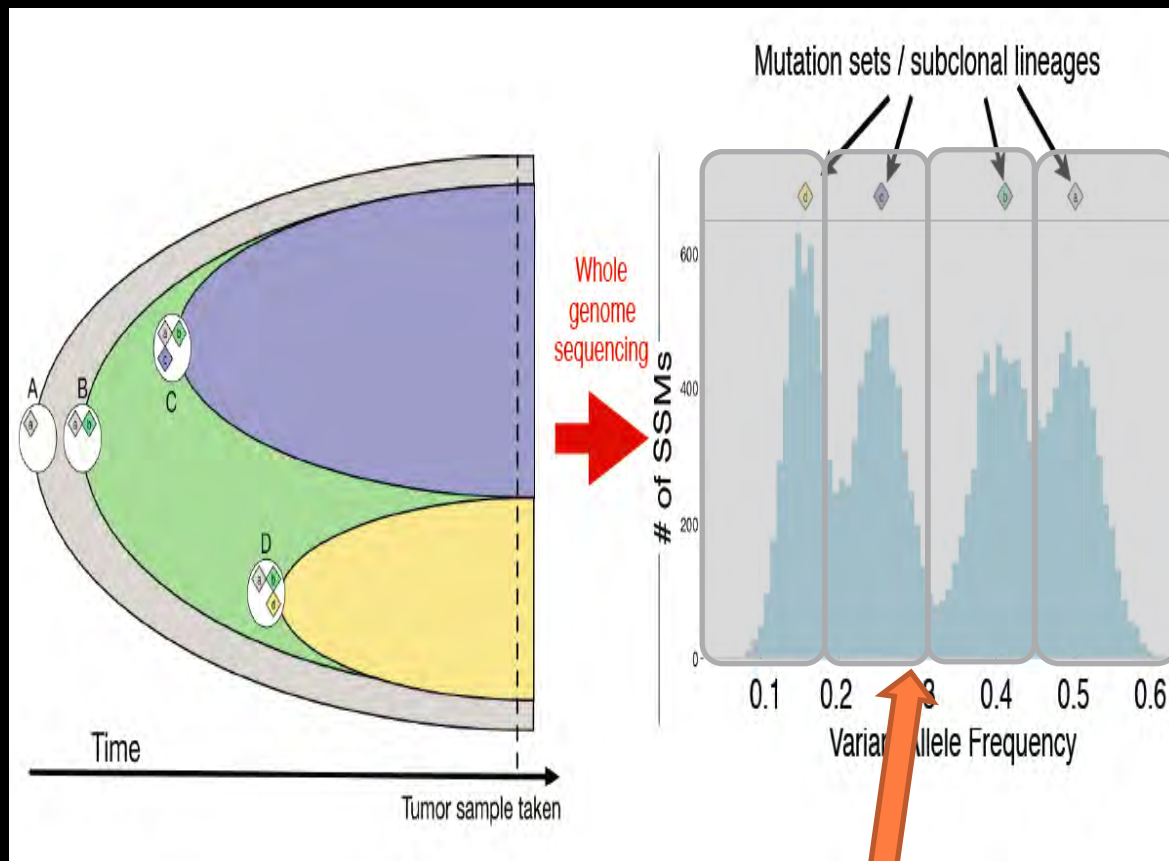 Mutation sets / subclonal lineages
d
c
b
a
600
400
200
0
# of SSMs
0.1
0.2
0.4
0.5
0.6
Allele Frequency
Whole
genome
sequencing
A
a
B
a b
a b
c
C
D
a b
d
Time
Tumor sample taken